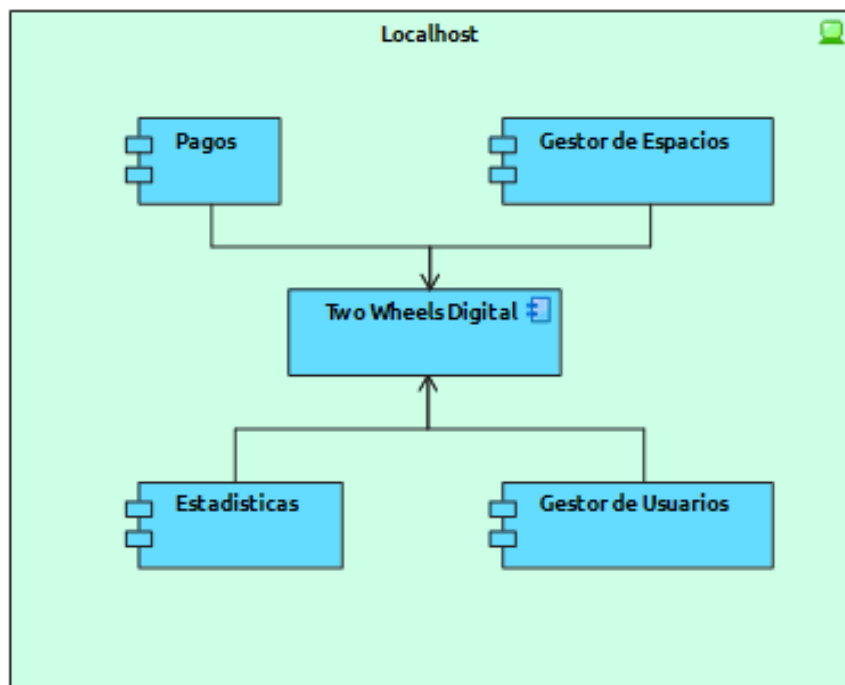 Localhost
Pagos
Gestor de Espacios
Two Wheels Digital
Estadisticas
Gestor de Usuarios